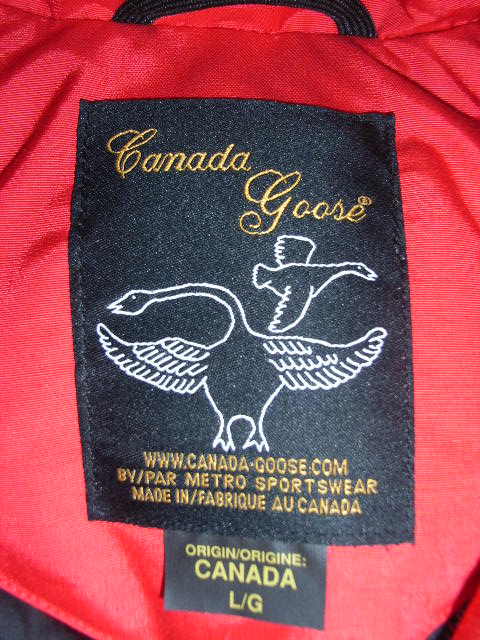 Canada
Goose®
WWW.CANADA-GOOSE.COM
BY/PAR METRO SPORTSWEAR
MADE IN/FABRIQUE AU CANADA
ORIGIN/ORIGINE:
CANADA
L/G